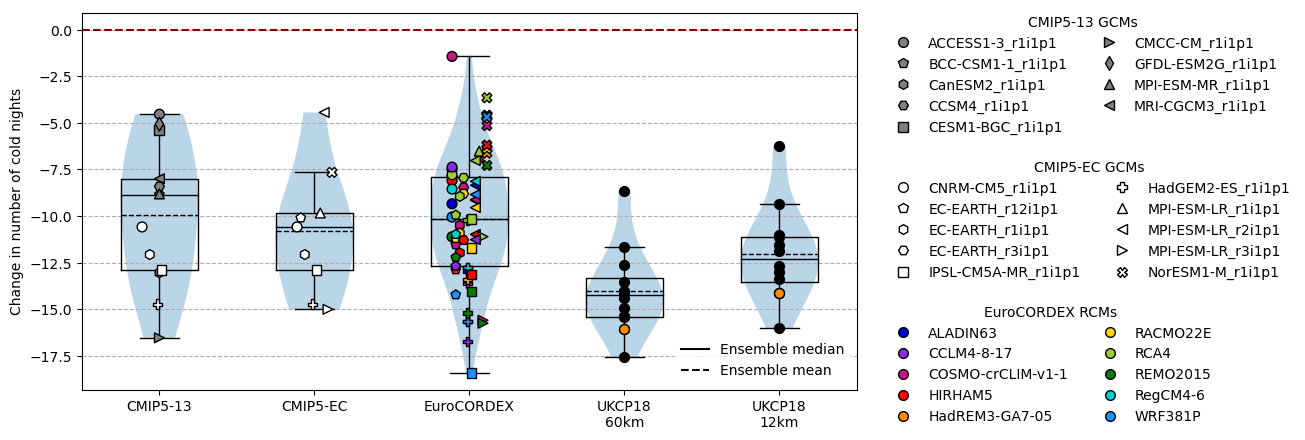 Change in number of cold nights
0.0
−2.5
−5.0
−7.5
−10.0
−12.5
−15.0
−17.5
Ensemble median
Ensemble mean
CMIP5-13
CMIP5-EC
EuroCORDEX
UKCP18
60km
UKCP18
12km
CMIP5-13 GCMs
ACCESS1-3_r1i1p1
BCC-CSM1-1_r1i1p1
CanESM2_r1i1p1
CCSM4_r1i1p1
CESM1-BGC_r1i1p1
CMCC-CM_r1i1p1
GFDL-ESM2G_r1i1p1
MPI-ESM-MR_r1i1p1
MRI-CGCM3_r1i1p1
CMIP5-EC GCMs
CNRM-CM5_r1i1p1
EC-EARTH_r12i1p1
EC-EARTH_r1i1p1
EC-EARTH_r3i1p1
IPSL-CM5A-MR_r1i1p1
HadGEM2-ES_r1i1p1
MPI-ESM-LR_r1i1p1
MPI-ESM-LR_r2i1p1
MPI-ESM-LR_r3i1p1
NorESM1-M_r1i1p1
EuroCORDEX RCMs
ALADIN63
CCLM4-8-17
COSMO-crCLIM-v1-1
HIRHAM5
HadREM3-GA7-05
RACMO22E
RCA4
REMO2015
RegCM4-6
WRF381P